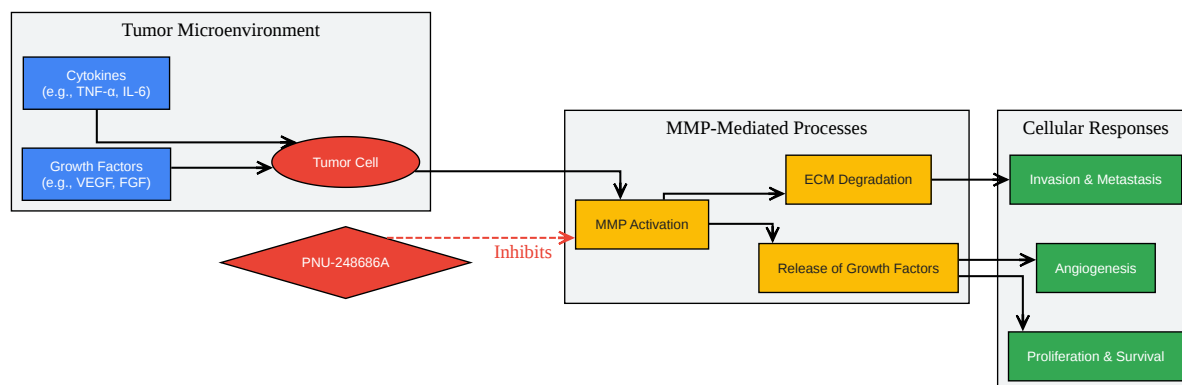 Tumor Microenvironment
Cytokines
(e.g., TNF-α, IL-6)
Growth Factors
(e.g., VEGF, FGF)
Tumor Cell
PNU-248686A
Inhibits
MMP-Mediated Processes
MMP Activation
ECM Degradation
Release of Growth Factors
Cellular Responses
Invasion & Metastasis
Angiogenesis
Proliferation & Survival